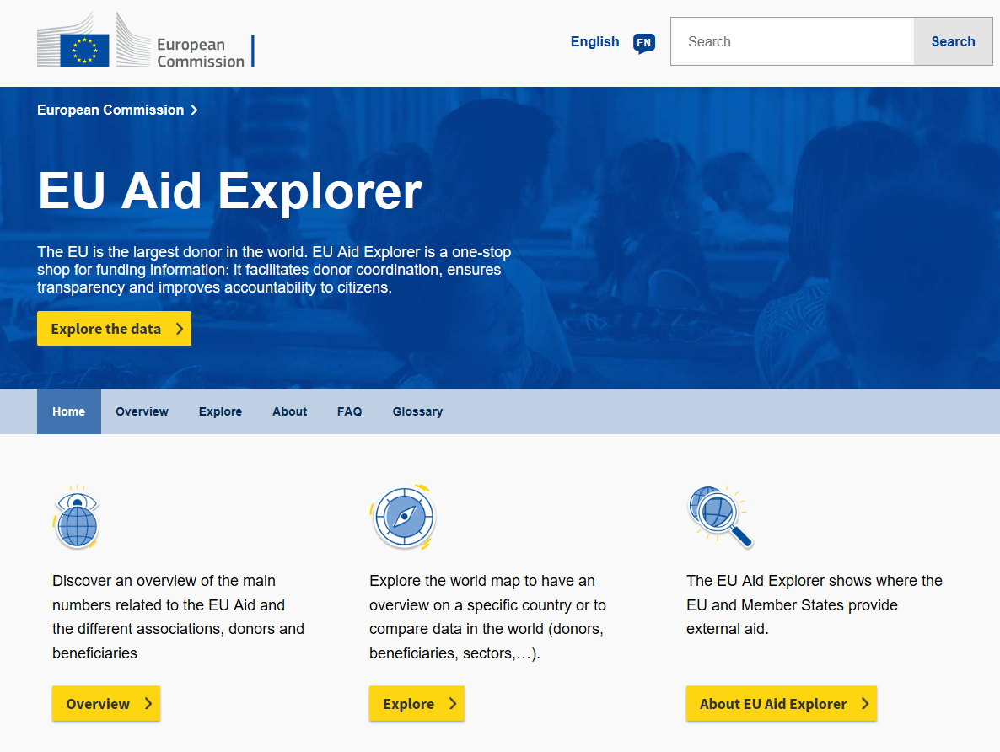 European
Commission
English EN
Search
Search
European Commission
EU Aid Explorer
The EU is the largest donor in the world. EU Aid Explorer is a one-stop
shop for funding information: it facilitates donor coordination, ensures
transparency and improves accountability to citizens.
Explore the data
Home Overview Explore About FAQ Glossary
Discover an overview of the main
numbers related to the EU Aid and
the different associations, donors and
beneficiaries
Overview
Explore the world map to have an
overview on a specific country or to
compare data in the world (donors,
beneficiaries, sectors,…).
Explore
The EU Aid Explorer shows where the
EU and Member States provide
external aid.
About EU Aid Explorer